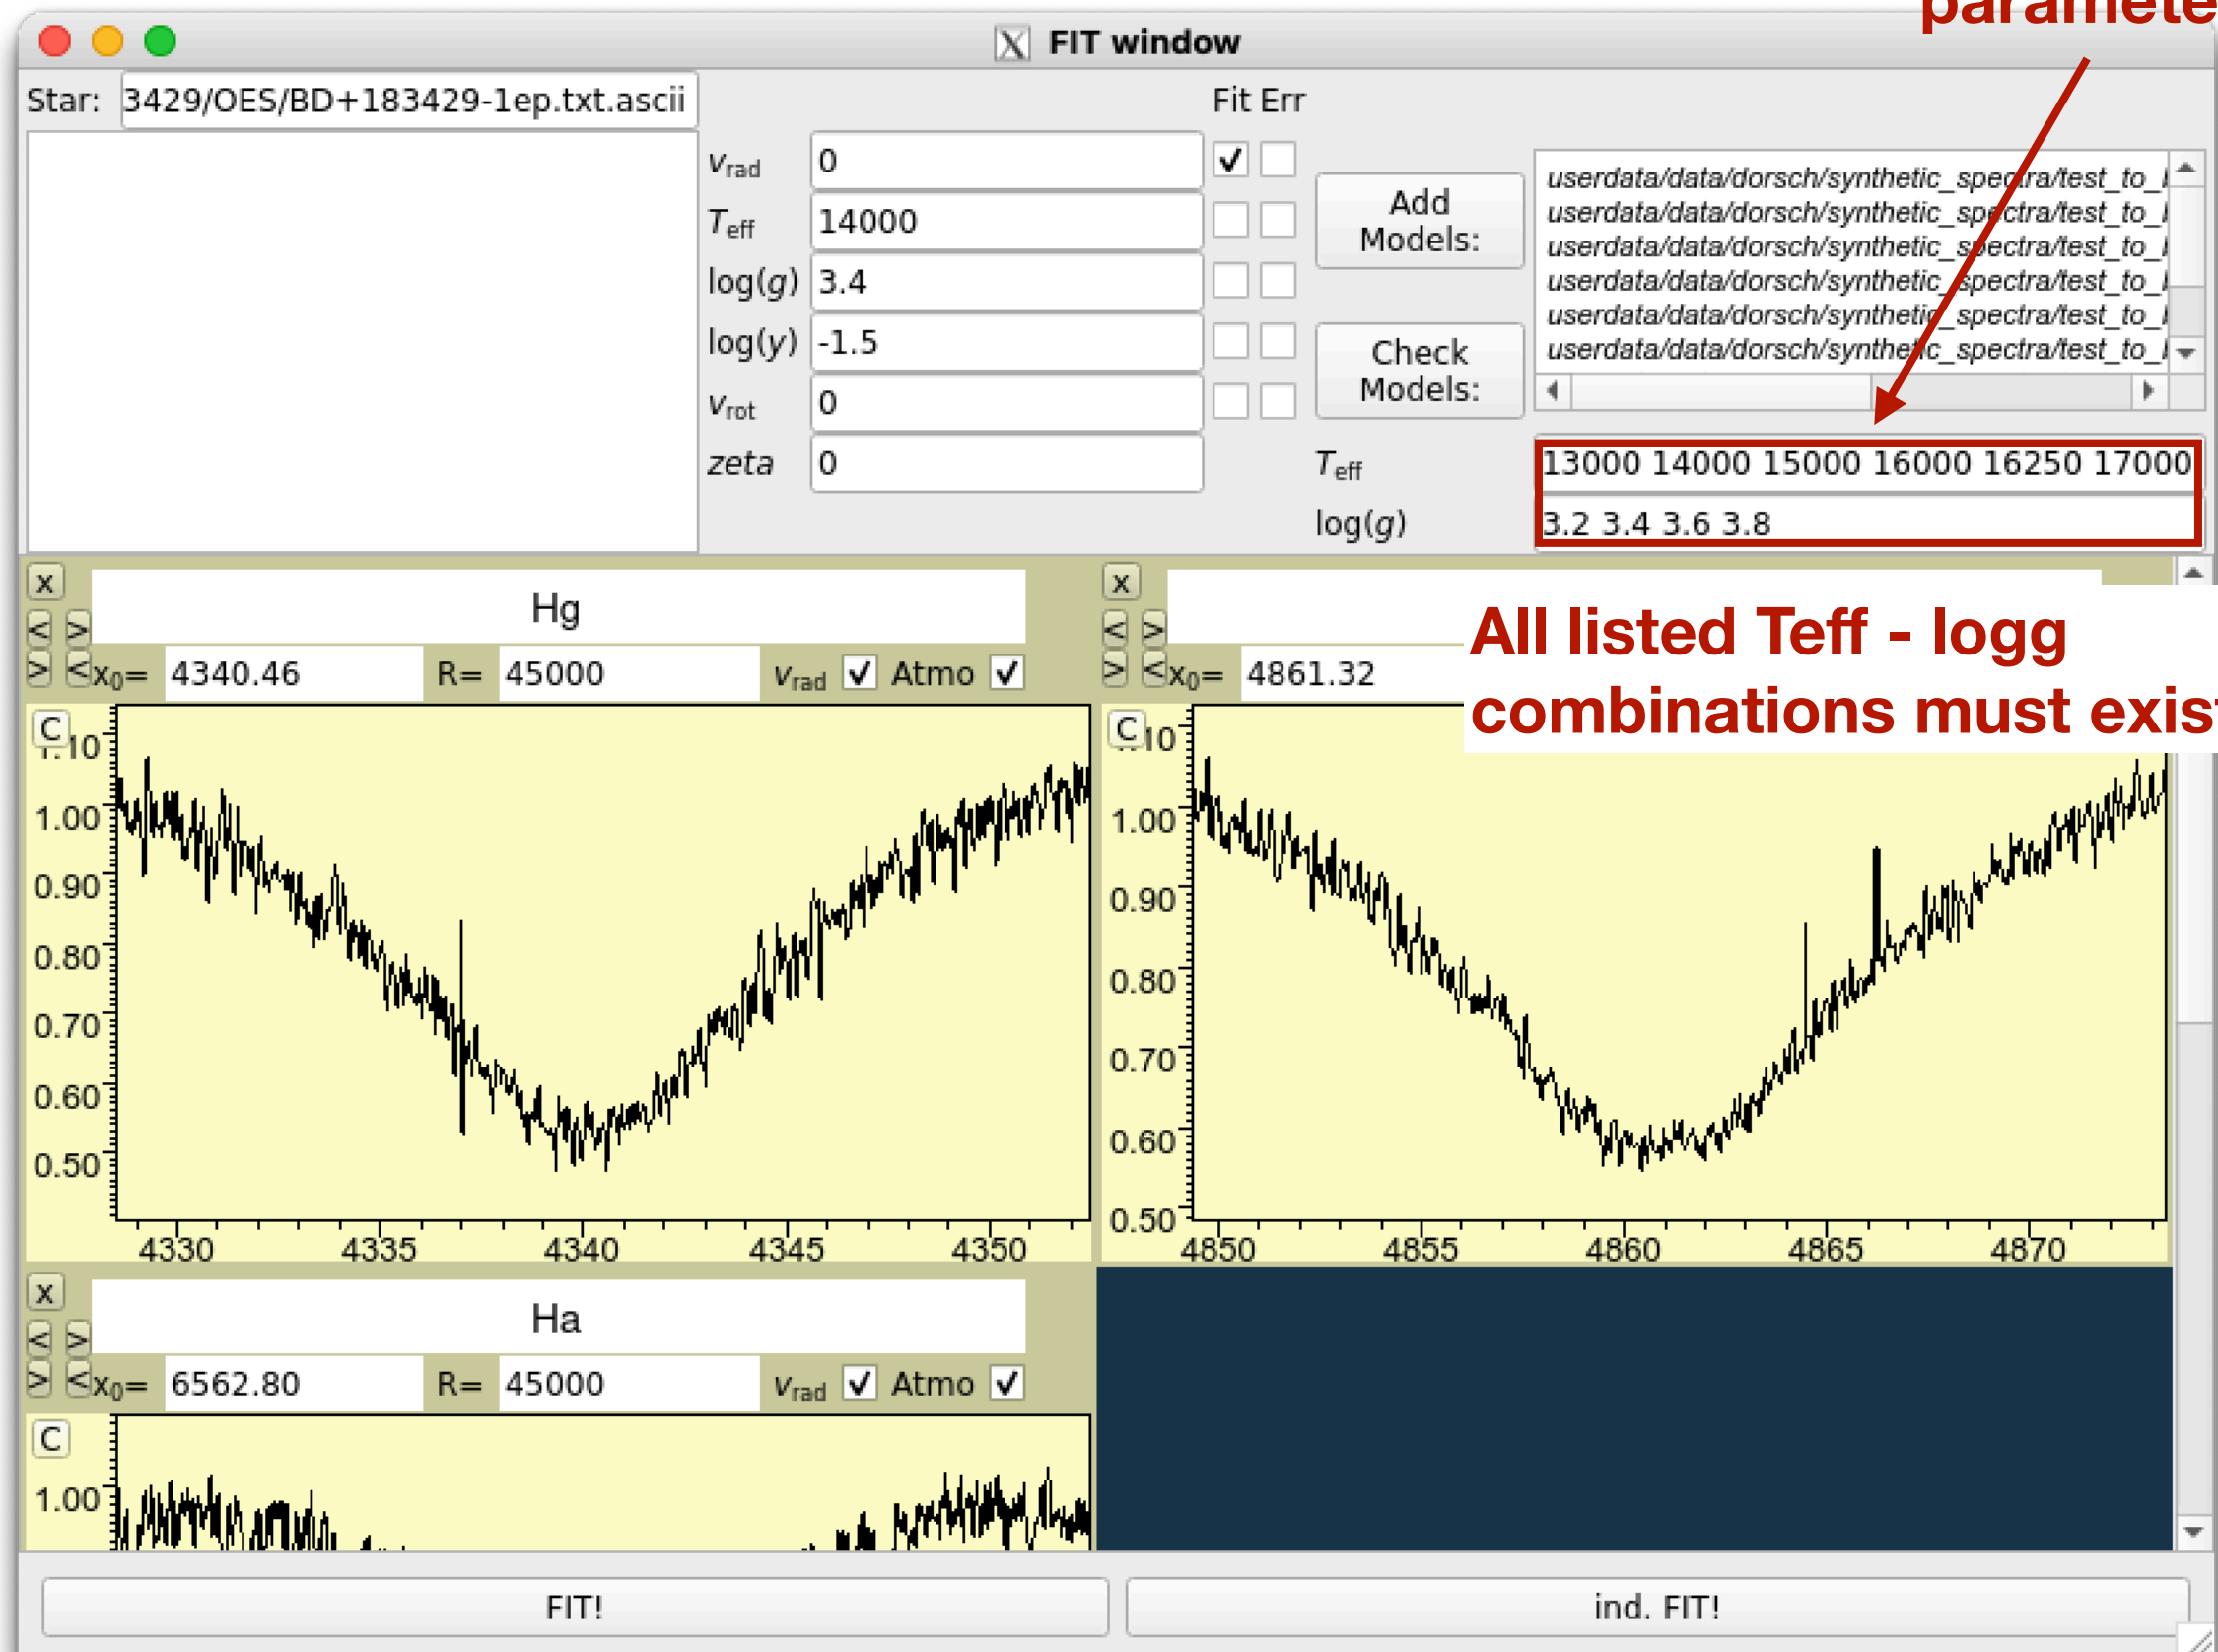 FIT window
Star: 3429/OES/BD+183429-1ep.txt.ascii
Fit Err
vrad 0
Teff 14000
log(g) 3.4
log(y) -1.5
vrot 0
zeta 0
Add
Models:
Check
Models:
userdata/data/dorsch/synthetic_spectra/test_to_
userdata/data/dorsch/synthetic_spectra/test_to_
userdata/data/dorsch/synthetic_spectra/test_to_
userdata/data/dorsch/synthetic_spectra/test_to_
userdata/data/dorsch/synthetic_spectra/test_to_
userdata/data/dorsch/synthetic_spectra/test_to_
Teff 13000 14000 15000 16000 16250 17000
log(g) 3.2 3.4 3.6 3.8
All listed Teff - logg
combinations must exist
x
Hg
< >
> <
x0= 4340.46 R= 45000 vrad Atmo
C
1.10
1.00
0.90
0.80
0.70
0.60
0.50
4330 4335 4340 4345 4350
x
< >
> <
x0= 4861.32
C
10
1.00
0.90
0.80
0.70
0.60
0.50
4850 4855 4860 4865 4870
x
Ha
< >
> <
x0= 6562.80 R= 45000 vrad Atmo
C
1.00
FIT!
ind. FIT!